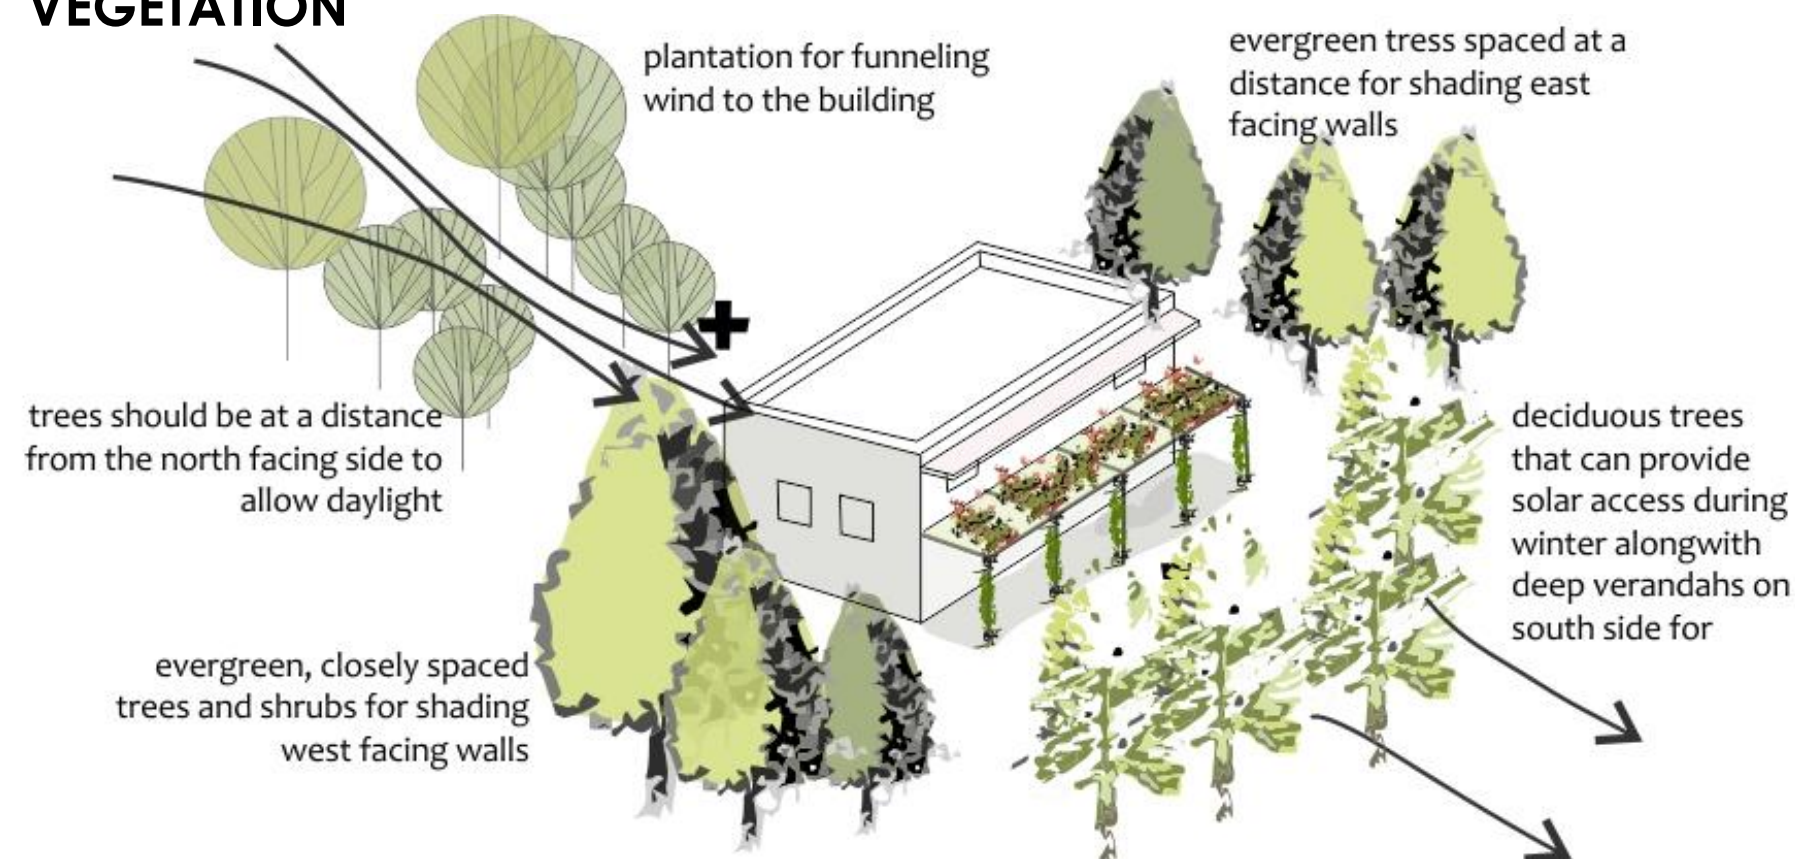 VEGETATION
plantation for funneling
wind to the building
evergreen tress spaced at a
distance for shading east
facing walls
trees should be at a distance
from the north facing side to
allow daylight
deciduous trees
that can provide
solar access during
winter alongwith
deep verandahs on
south side for
evergreen, closely spaced
trees and shrubs for shading
west facing walls